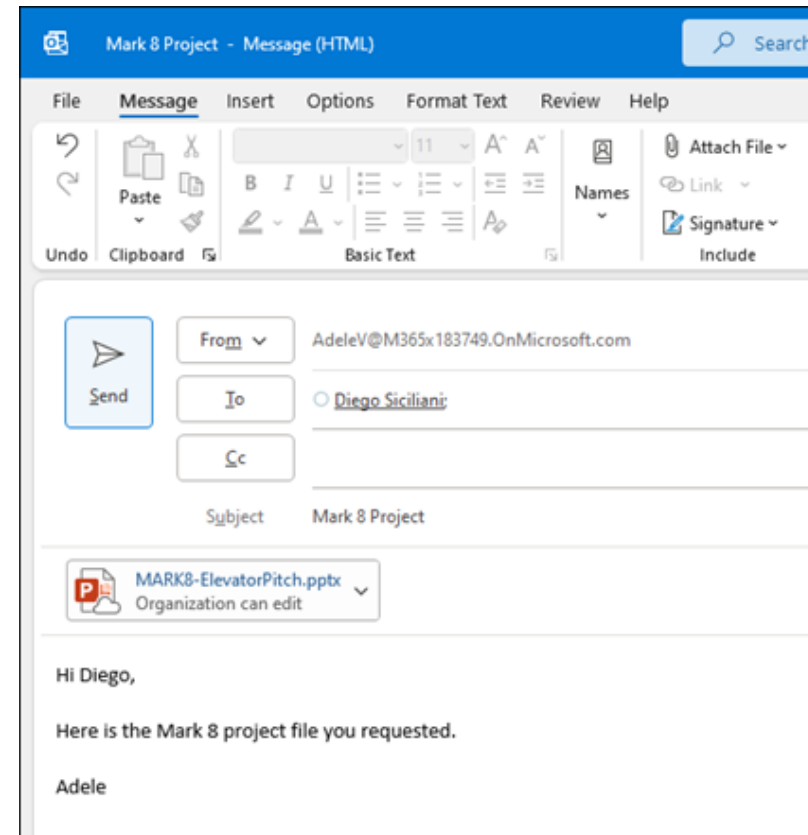 Mark 8 Project - Message (HTML)
Search
File Message Insert Options Format Text Review Help
11 A A
Paste
B I U
A A
Names
Attach File
Link
Signature
Undo Clipboard Basic Text Include
Send
From AdeleV@M365x183749.OnMicrosoft.com
To Diego Siciliani;
Cc
Subject Mark 8 Project
P MARK8-ElevatorPitch.pptx
Organization can edit
Hi Diego,
Here is the Mark 8 project file you requested.
Adele